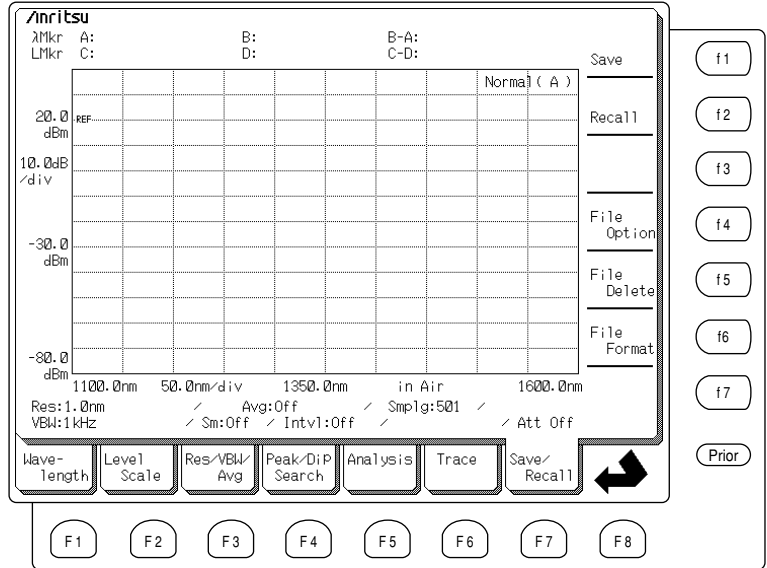 Anritsu
λMkr A: B: B-A:
LMkr C: D: C-D:
Normal( A )
20.0
dBm
REF
10.0dB
/div
-30.0
dBm
-80.0
dBm
1100.0nm 50.0nm/div 1350.0nm in Air 1600.0nm
Res:1.0nm / Avg:Off / Smplg:501 /
VBW:1kHz / Sm:Off / Intvl:Off / / Att Off
Save
Recall
File
Option
File
Delete
File
Format
f1
f2
f3
f4
f5
f6
f7
Prior
Wave-
length
Level
Scale
Res/VBW/
Avg
Peak/Dip
Search
Analysis
Trace
Save/
Recall
F1 F2 F3 F4 F5 F6 F7 F8